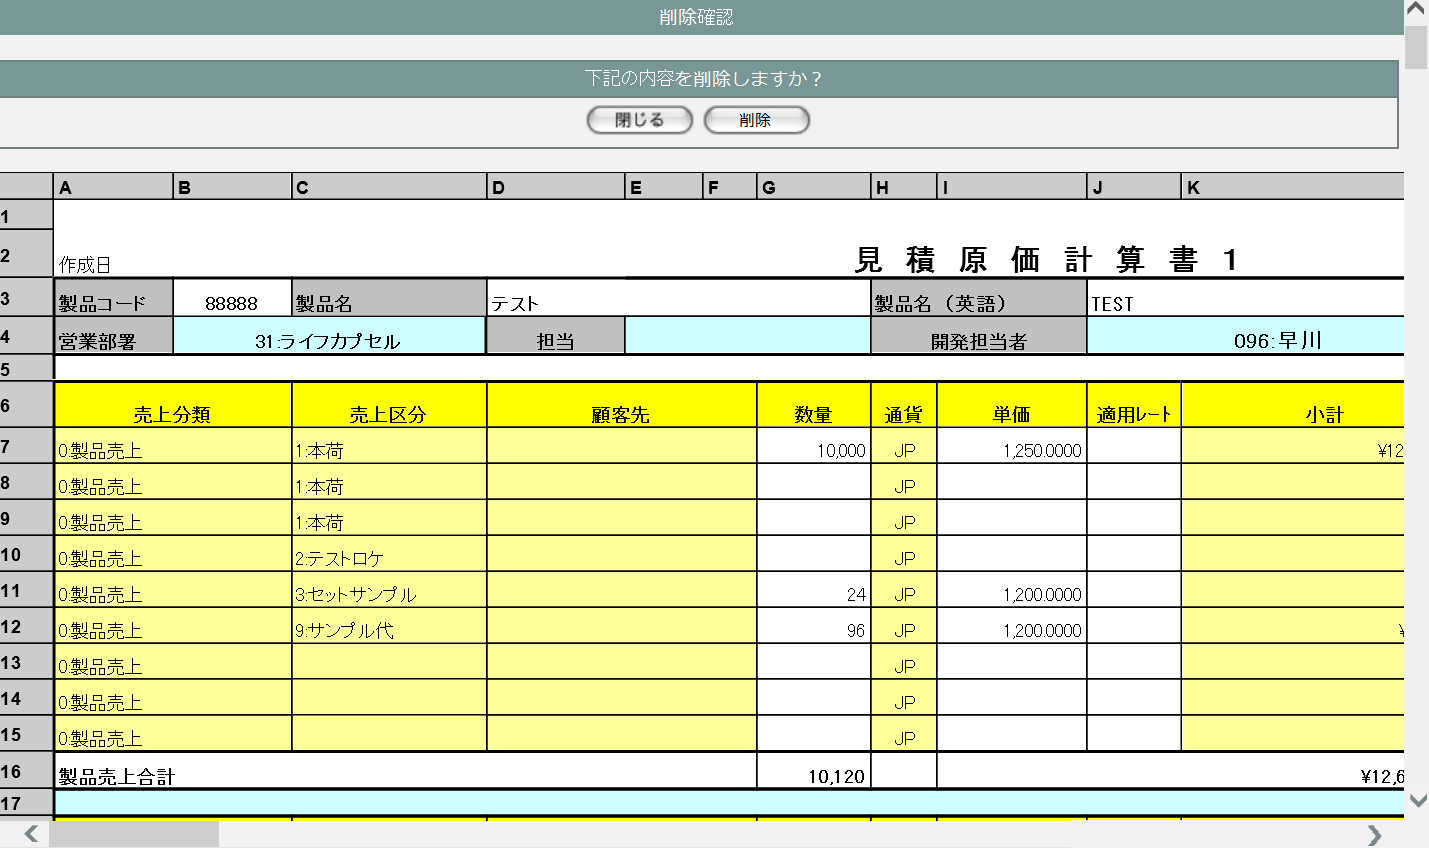 削除確認
下記の内容を削除しますか？
閉じる 削除
A B C D E F G H I J K
1
2 作成日 見積原価計算書1
3 製品コード 88888 製品名 テスト 製品名（英語） TEST
4 営業部署 31:ライフカプセル 担当 開発担当者 096:早川
5
6 売上分類 売上区分 顧客先 数量 通貨 単価 適用ﾚｰﾄ 小計
7 0:製品売上 1:本荷 10,000 JP 1,250.0000 ¥12
8 0:製品売上 1:本荷 JP
9 0:製品売上 1:本荷 JP
10 0:製品売上 2:テストロケ JP
11 0:製品売上 3:セットサンプル 24 JP 1,200.0000
12 0:製品売上 9:サンプル代 96 JP 1,200.0000 ¥
13 0:製品売上 JP
14 0:製品売上 JP
15 0:製品売上 JP
16 製品売上合計 10,120 ¥12,6
17